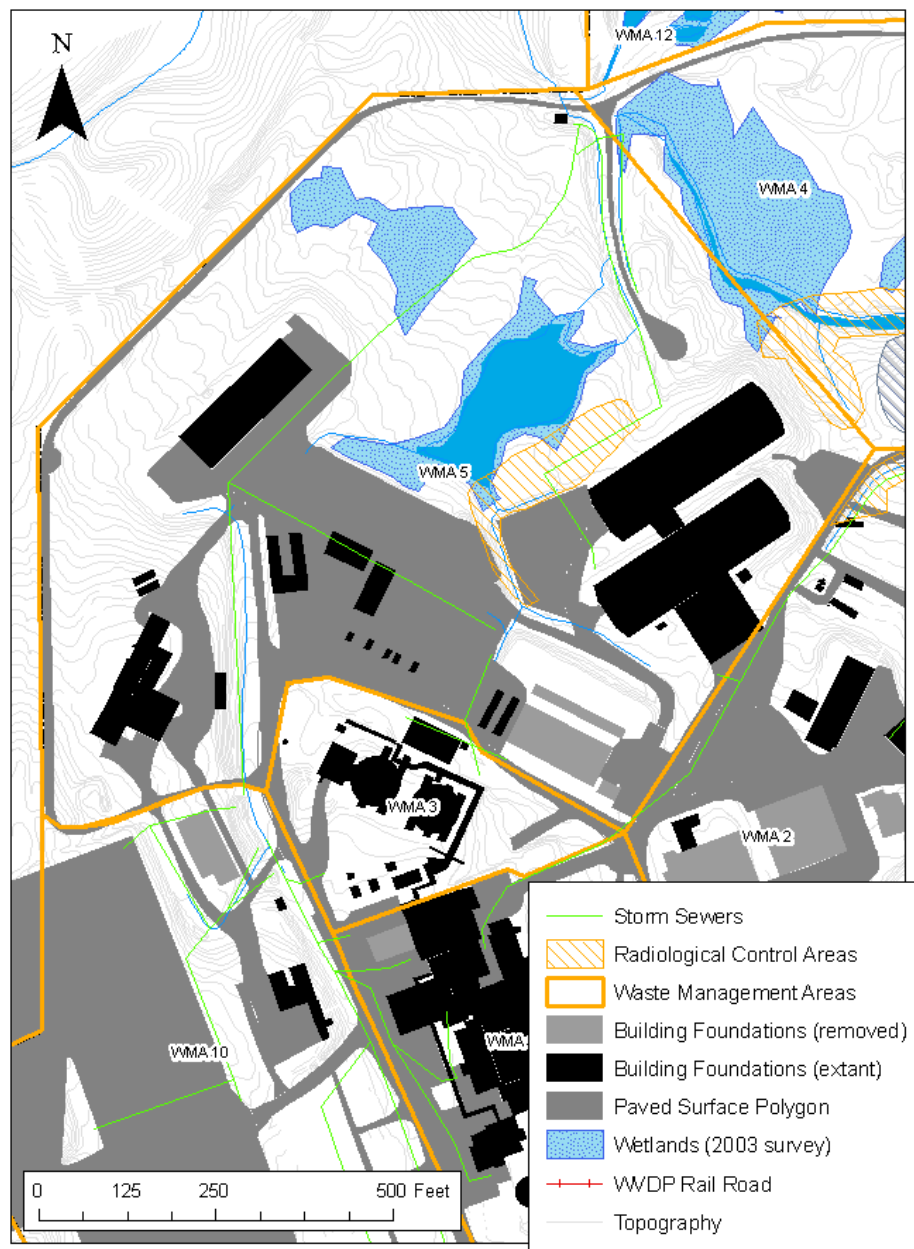 WMA 12
N
WMA 4
WMA 5
WMA 3
WMA 2
WMA 10
WMA
Storm Sewers
Radiological Control Areas
Waste Management Areas
Building Foundations (removed)
Building Foundations (extant)
Paved Surface Polygon
Wetlands (2003 survey)
WVDP Rail Road
Topography
0 125 250 500 Feet